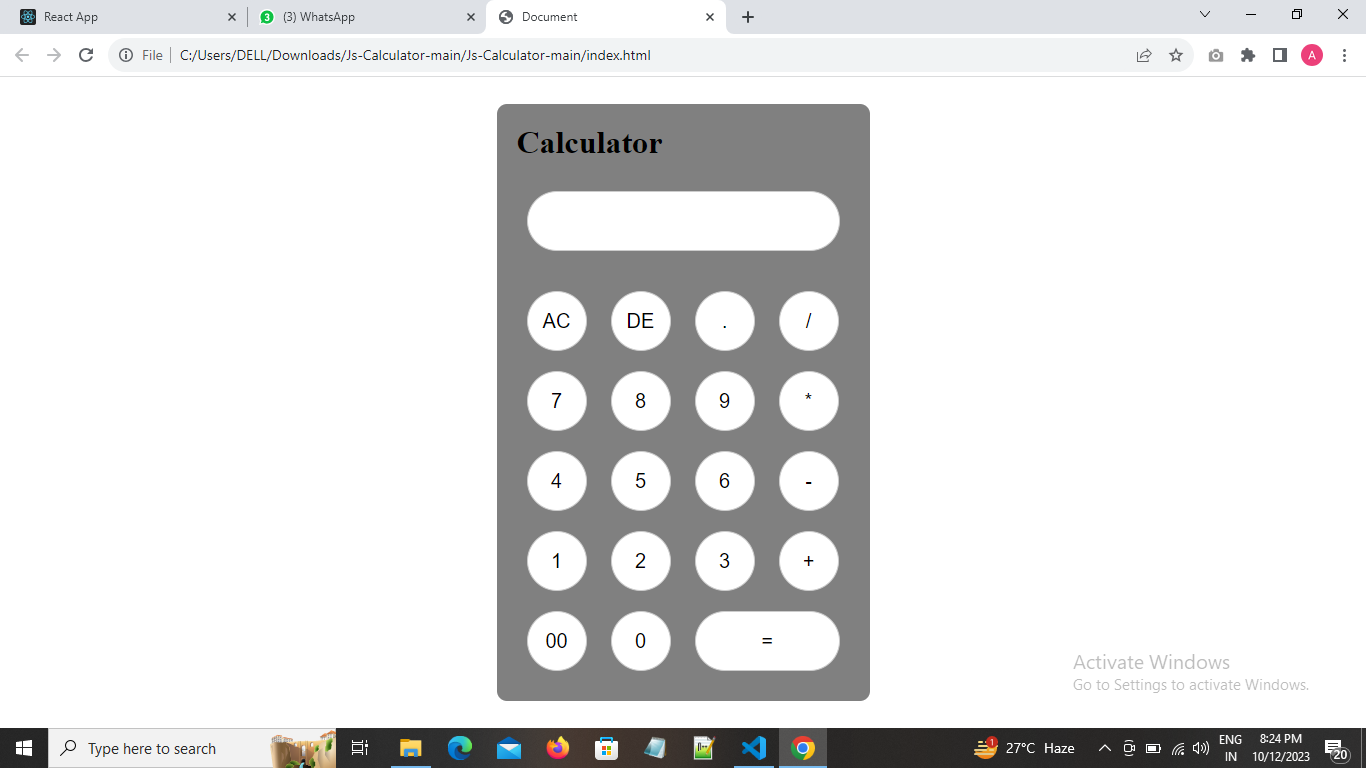 React App
(3) WhatsApp
Document
File
C:/Users/DELL/Downloads/Js-Calculator-main/Js-Calculator-main/index.html
A
Calculator
AC DE . /
7 8 9 *
4 5 6 -
1 2 3 +
00 0 =
Activate Windows
Go to Settings to activate Windows.
Type here to search
1
27°C Haze
ENG
IN
8:24 PM
10/12/2023
20